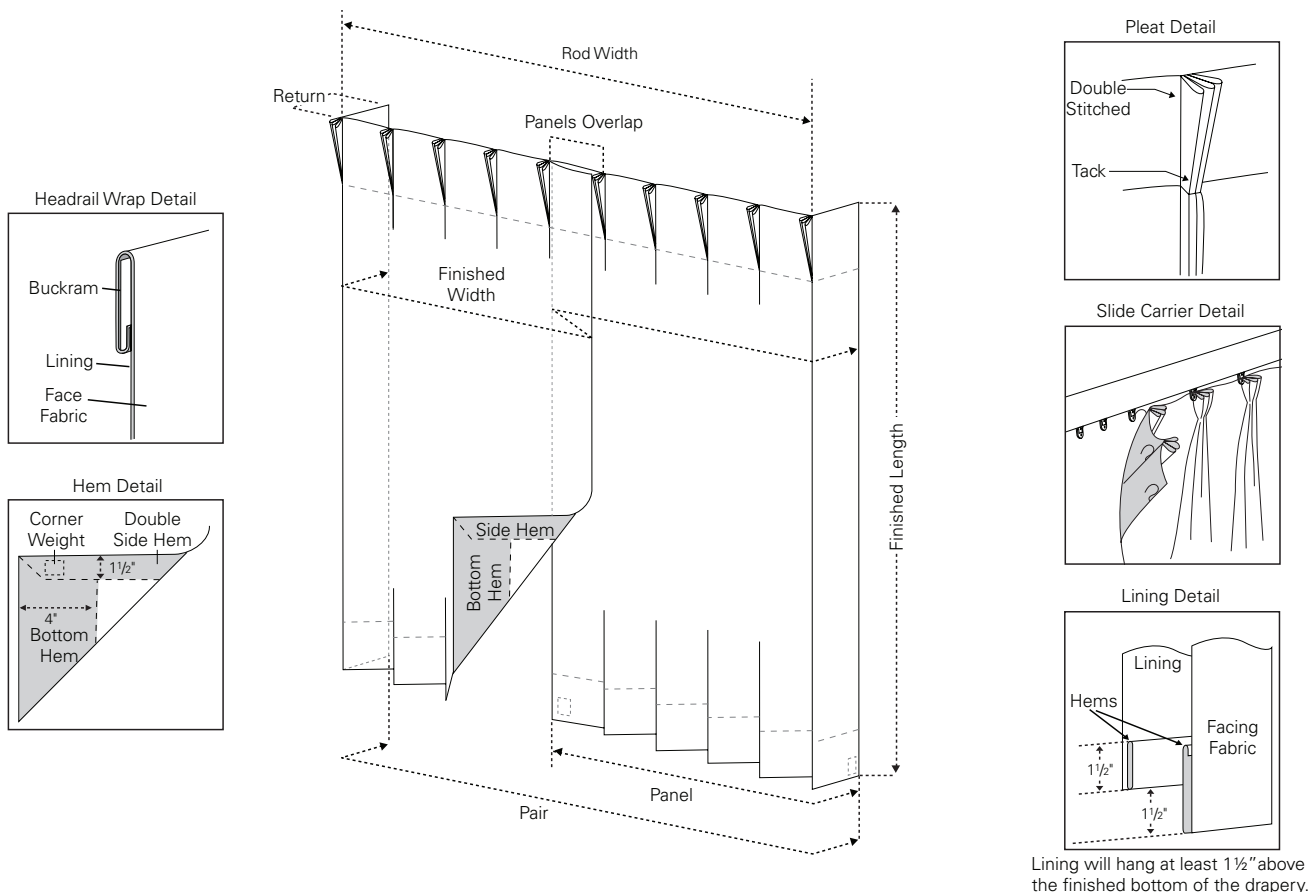 Headrail Wrap Detail
Buckram
Lining
Face
Fabric
Hem Detail
Corner
Weight
Double
Side Hem
1½"
4"
Bottom
Hem
Rod Width
Return
Panels Overlap
Finished
Width
Finished Length
Side Hem
Bottom
Hem
Panel
Pair
Pleat Detail
Double
Stitched
Tack
Slide Carrier Detail
Lining Detail
Lining
Hems
Facing
Fabric
1½"
1½"
Lining will hang at least 1½" above
the finished bottom of the drapery.